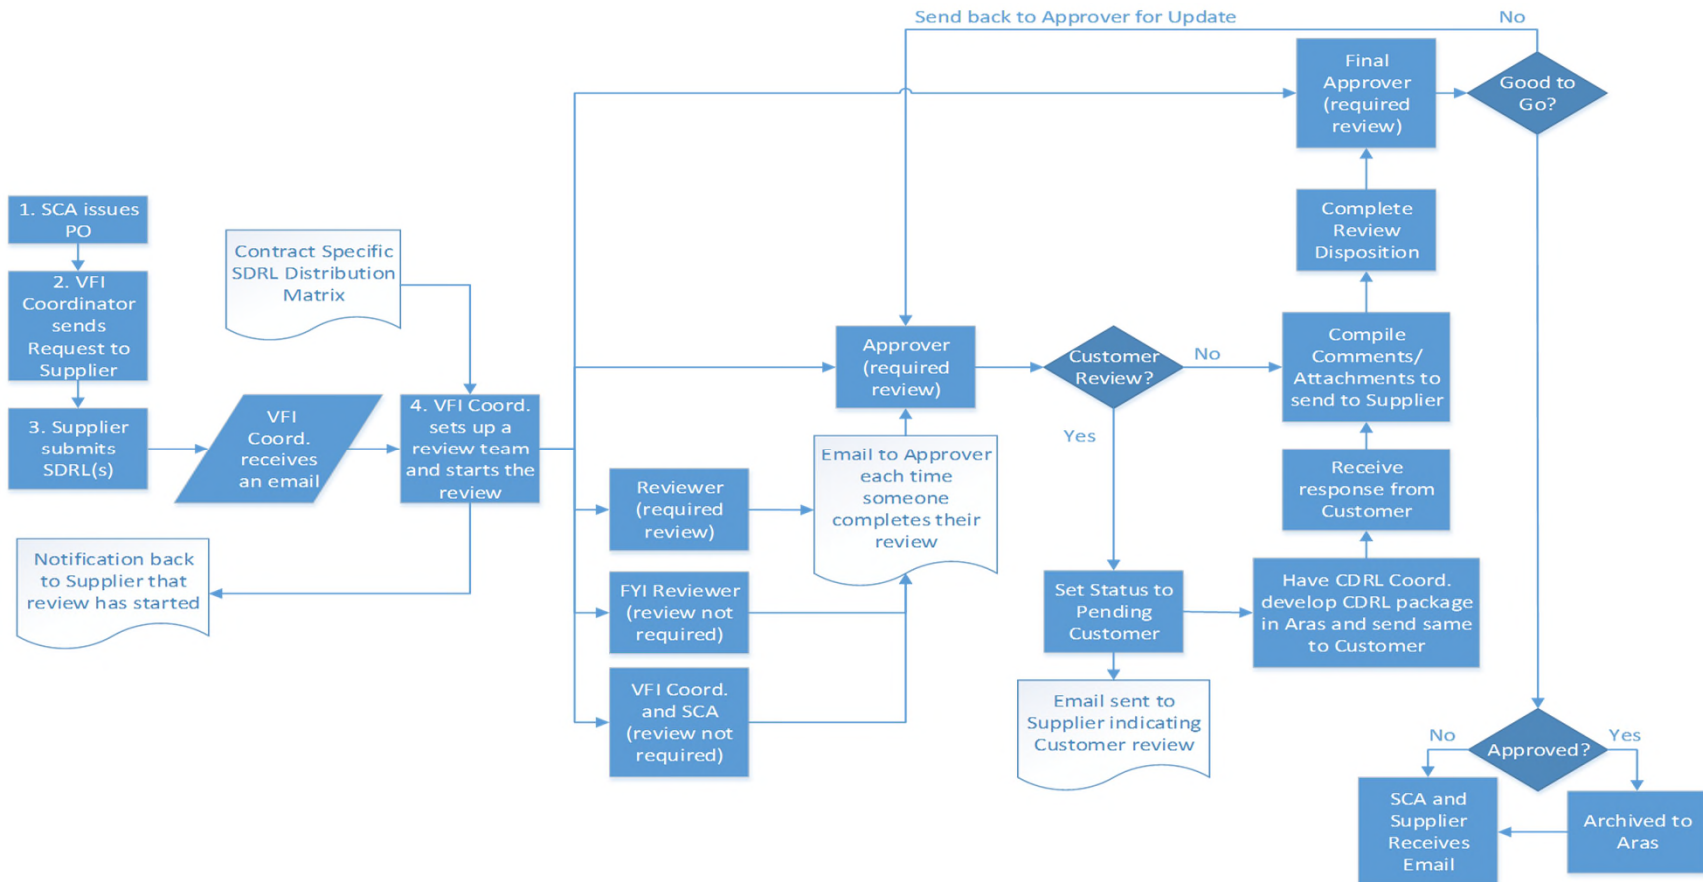 Send back to Approver for Update
No
Final
Approver
(required
review)
Good to
Go?
1. SCA issues
PO
2. VFI
Coordinator
sends
Request to
Supplier
3. Supplier
submits
SDRL(s)
VFI
Coord.
receives
an email
Contract Specific
SDRL Distribution
Matrix
4. VFI Coord.
sets up a
review team
and starts the
review
Notification back
to Supplier that
review has started
Approver
(required
review)
Reviewer
(required
review)
Email to Approver
each time
someone
completes their
review
FYI Reviewer
(review not
required)
VFI Coord.
and SCA
(review not
required)
Customer
Review?
No
Yes
Complete
Review
Disposition
Compile
Comments/
Attachments to
send to Supplier
Receive
response from
Customer
Set Status to
Pending
Customer
Have CDRL Coord.
develop CDRL package
in Aras and send same
to Customer
Email sent to
Supplier indicating
Customer review
No
Approved?
Yes
SCA and
Supplier
Receives
Email
Archived to
Aras